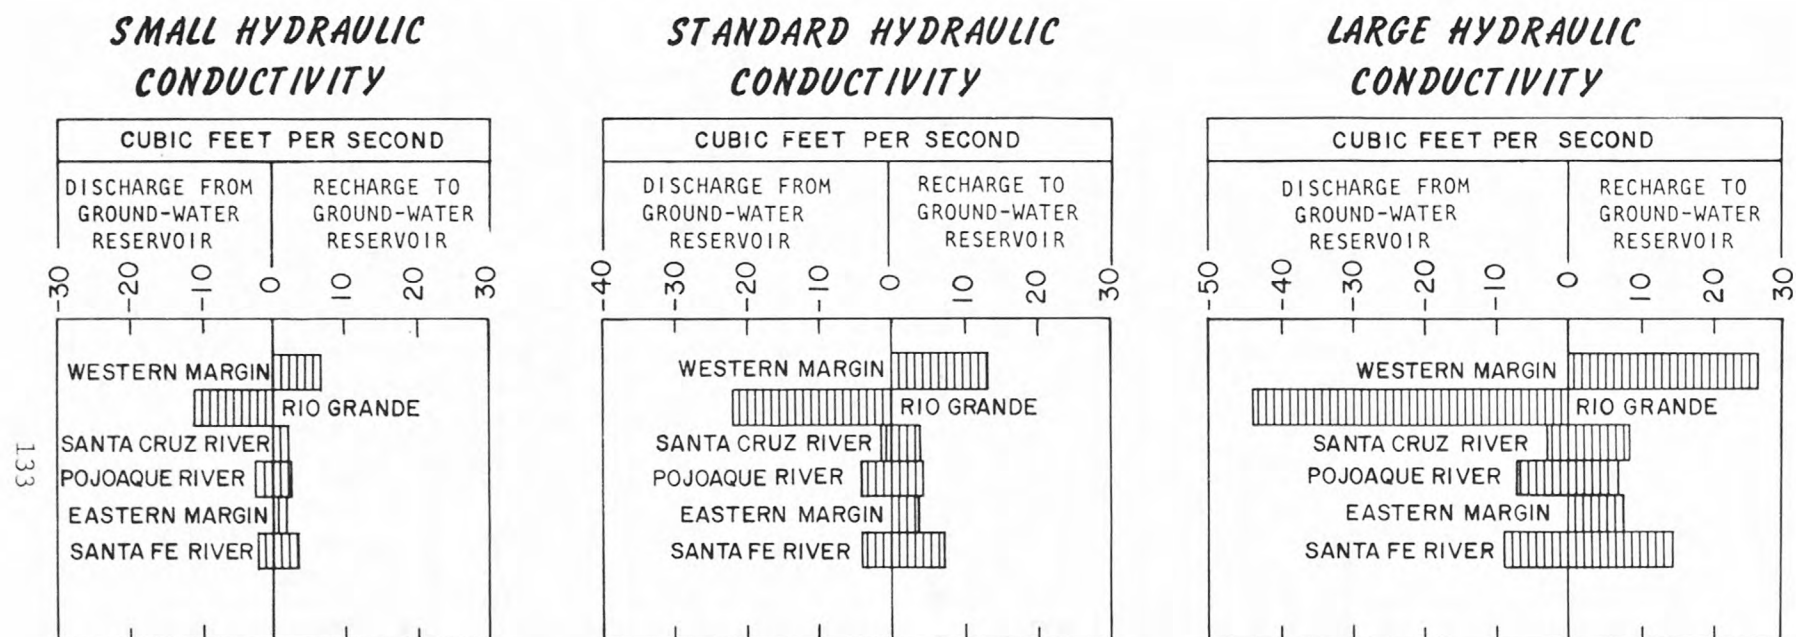 SMALL HYDRAULIC
CONDUCTIVITY
CUBIC FEET PER SECOND
DISCHARGE FROM
GROUND-WATER
RESERVOIR
RECHARGE TO
GROUND-WATER
RESERVOIR
30
20
10
0
10
20
30
WESTERN MARGIN
RIO GRANDE
SANTA CRUZ RIVER
POJOAQUE RIVER
EASTERN MARGIN
SANTA FE RIVER
STANDARD HYDRAULIC
CONDUCTIVITY
CUBIC FEET PER SECOND
DISCHARGE FROM
GROUND-WATER
RESERVOIR
RECHARGE TO
GROUND-WATER
RESERVOIR
40
30
20
10
0
10
20
30
WESTERN MARGIN
RIO GRANDE
SANTA CRUZ RIVER
POJOAQUE RIVER
EASTERN MARGIN
SANTA FE RIVER
LARGE HYDRAULIC
CONDUCTIVITY
CUBIC FEET PER SECOND
DISCHARGE FROM
GROUND-WATER
RESERVOIR
RECHARGE TO
GROUND-WATER
RESERVOIR
50
40
30
20
10
0
10
20
30
WESTERN MARGIN
RIO GRANDE
SANTA CRUZ RIVER
POJOAQUE RIVER
EASTERN MARGIN
SANTA FE RIVER
133